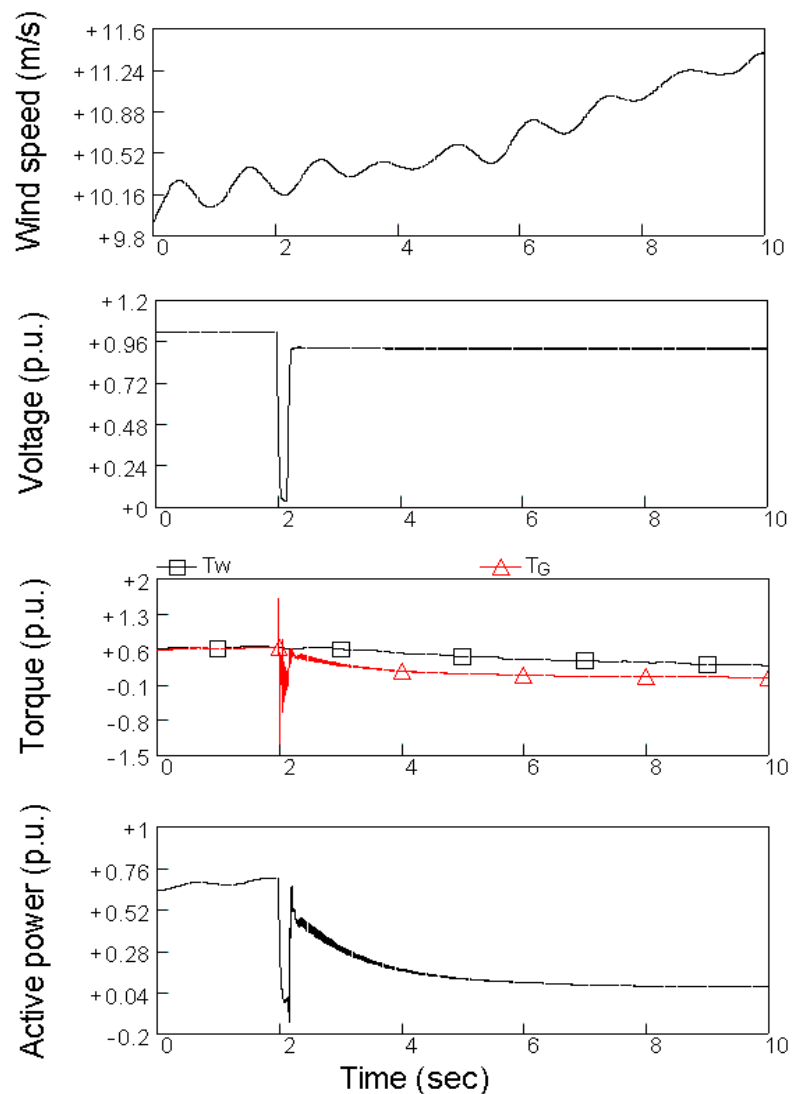 Wind speed (m/s)
+11.6
+11.24
+10.88
+10.52
+10.16
+9.8
0 2 4 6 8 10
Voltage (p.u.)
+1.2
+0.96
+0.72
+0.48
+0.24
+0
0 2 4 6 8 10
Torque (p.u.)
TW TG
+2
+1.3
+0.6
-0.1
-0.8
-1.5
0 2 4 6 8 10
Active power (p.u.)
+1
+0.76
+0.52
+0.28
+0.04
-0.2
0 2 4 6 8 10
Time (sec)